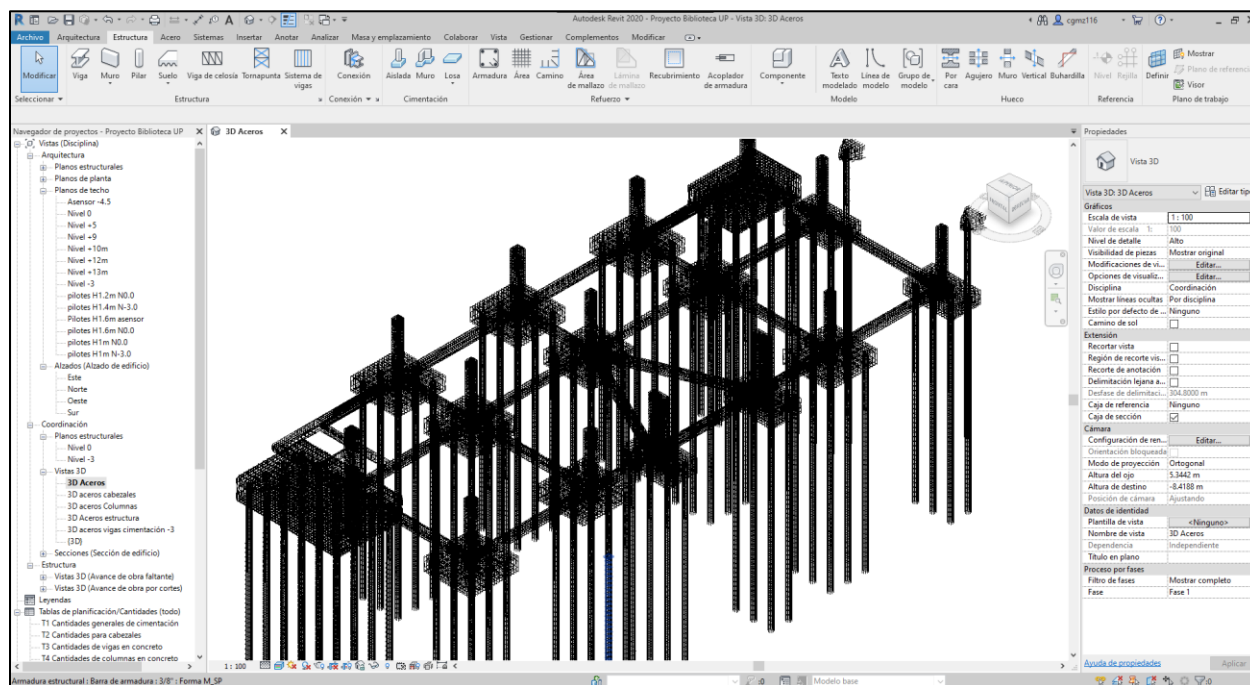 Autodesk Revit 2020 - Proyecto Biblioteca UP - Vista 3D: 3D Aceros
cgmz116
Archivo Arquitectura Estructura Acero Sistemas Insertar Anotar Analizar Masa y emplazamiento Colaborar Vista Gestionar Complementos Modificar
Modificar Viga Muro Pilar Suelo Viga de celosía Tornapunta Sistema de vigas Conexión Aislada Muro Losa Armadura Área Camino Área de mallazo Lámina de mallazo Recubrimiento Acoplador de armadura Componente Texto modelado Línea de modelo Grupo de modelo Por cara Agujero Muro Vertical Buhardilla Nivel Rejilla Definir Mostrar
Plano de referencia
Visor
Seleccionar Estructura Conexión Cimentación Refuerzo Modelo Hueco Referencia Plano de trabajo
Navegador de proyectos - Proyecto Biblioteca UP
Vistas (Disciplina)
Arquitectura
Planos estructurales
Planos de planta
Planos de techo
Asensor -4.5
Nivel 0
Nivel +5
Nivel +9
Nivel +10m
Nivel +12m
Nivel +13m
Nivel -3
pilotes H1.2m N0.0
pilotes H1.4m N-3.0
Pilotes H1.6m asensor
pilotes H1.6m N0.0
pilotes H1m N0.0
pilotes H1m N-3.0
Alzados (Alzado de edificio)
Este
Norte
Oeste
Sur
Coordinación
Planos estructurales
Nivel 0
Nivel -3
Vistas 3D
3D Aceros
3D aceros cabezales
3D aceros Columnas
3D Aceros estructura
3D aceros vigas cimentación -3
{3D}
Secciones (Sección de edificio)
Estructura
Vistas 3D (Avance de obra faltante)
Vistas 3D (Avance de obra por cortes)
Leyendas
Tablas de planificación/Cantidades (todo)
T1 Cantidades generales de cimentación
T2 Cantidades para cabezales
T3 Cantidades de vigas en concreto
T4 Cantidades de columnas en concreto
3D Aceros
1 : 100
Propiedades
Vista 3D
Vista 3D: 3D Aceros Editar tipo
Gráficos
Escala de vista 1 : 100
Valor de escala 1: 100
Nivel de detalle Alto
Visibilidad de piezas Mostrar original
Modificaciones de vi... Editar...
Opciones de visualiz... Editar...
Disciplina Coordinación
Mostrar líneas ocultas Por disciplina
Estilo por defecto de ... Ninguno
Camino de sol
Extensión
Recortar vista
Región de recorte vis...
Recorte de anotación
Delimitación lejana a...
Desfase de delimitaci... 304.8000 m
Caja de referencia Ninguno
Caja de sección
Cámara
Configuración de ren... Editar...
Orientación bloqueada
Modo de proyección Ortogonal
Altura del ojo 5.3442 m
Altura de destino -8.4188 m
Posición de cámara Ajustando
Datos de identidad
Plantilla de vista <Ninguno>
Nombre de vista 3D Aceros
Dependencia Independiente
Título en plano
Proceso por fases
Filtro de fases Mostrar completo
Fase Fase 1
Ayuda de propiedades Aplicar
Armadura estructural : Barra de armadura : 3/8" : Forma M_SP
:0 Modelo base :0